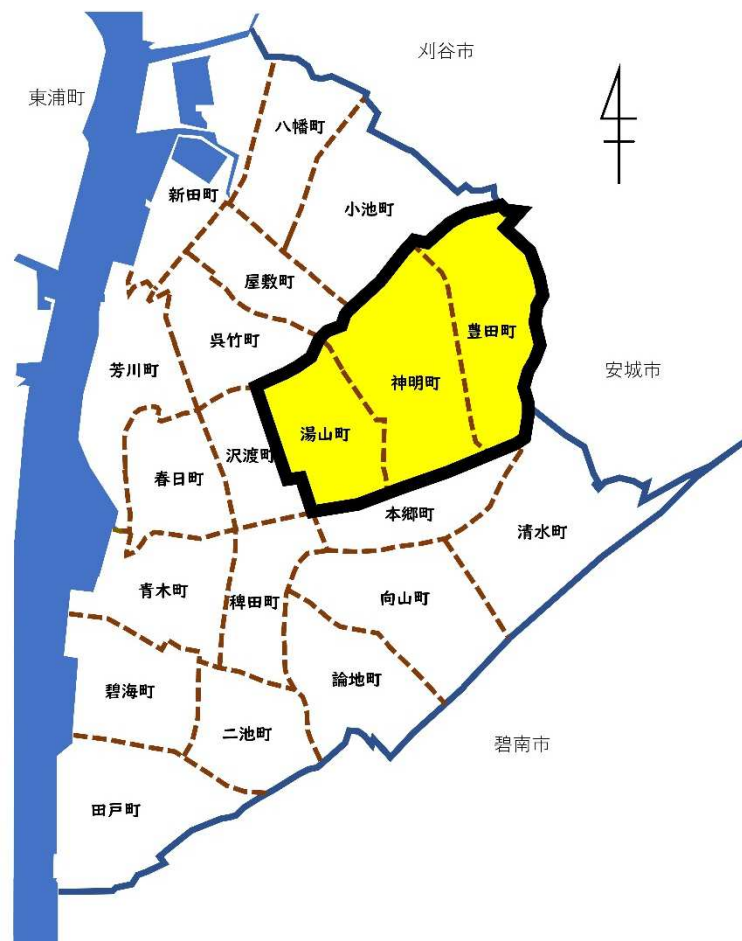 刈谷市
東浦町
八幡町
新田町
小池町
屋敷町
豊田町
呉竹町
芳川町
安城市
神明町
湯山町
沢渡町
春日町
本郷町
清水町
青木町
稗田町
向山町
論地町
碧海町
二池町
碧南市
田戸町